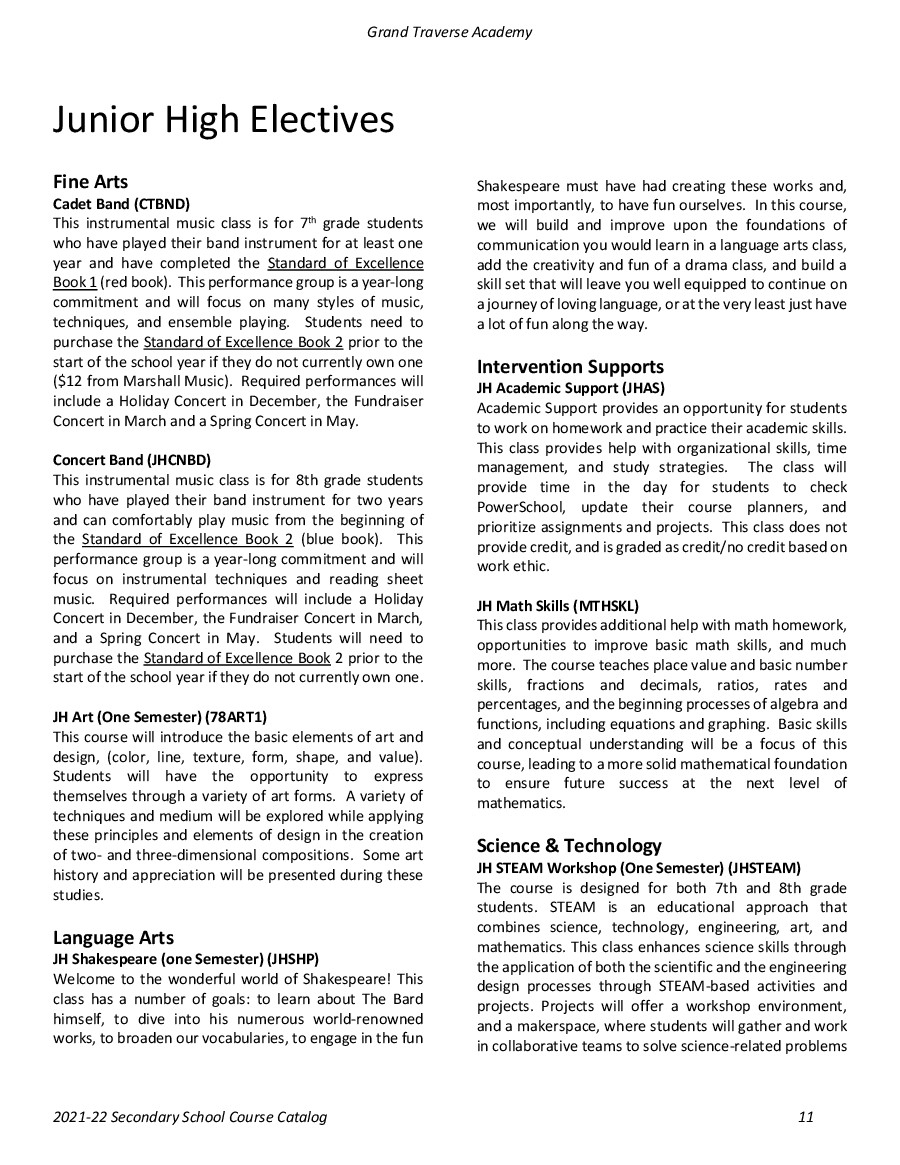 Grand Traverse Academy
Junior High Electives
Fine Arts
Cadet Band (CTBND)
This instrumental music class is for 7th grade students
who have played their band instrument for at least one
year and have completed the Standard of Excellence
Book 1 (red book).  This performance group is a year-long
commitment and will focus on many styles of music,
techniques, and ensemble playing.  Students need to
purchase the Standard of Excellence Book 2 prior to the
start of the school year if they do not currently own one
($12 from Marshall Music).  Required performances will
include a Holiday Concert in December, the Fundraiser
Concert in March and a Spring Concert in May.
Concert Band (JHCNBD)
This instrumental music class is for 8th grade students
who have played their band instrument for two years
and can comfortably play music from the beginning of
the Standard of Excellence Book 2 (blue book).  This
performance group is a year-long commitment and will
focus on instrumental techniques and reading sheet
music.  Required performances will include a Holiday
Concert in December, the Fundraiser Concert in March,
and a Spring Concert in May.  Students will need to
purchase the Standard of Excellence Book 2 prior to the
start of the school year if they do not currently own one.
JH Art (One Semester) (78ART1)
This course will introduce the basic elements of art and
design, (color, line, texture, form, shape, and value).
Students will have the opportunity to express
themselves through a variety of art forms.  A variety of
techniques and medium will be explored while applying
these principles and elements of design in the creation
of two- and three-dimensional compositions.  Some art
history and appreciation will be presented during these
studies.
Language Arts
JH Shakespeare (one Semester) (JHSHP)
Welcome to the wonderful world of Shakespeare! This
class has a number of goals: to learn about The Bard
himself, to dive into his numerous world-renowned
works, to broaden our vocabularies, to engage in the fun
Shakespeare must have had creating these works and,
most importantly, to have fun ourselves.  In this course,
we will build and improve upon the foundations of
communication you would learn in a language arts class,
add the creativity and fun of a drama class, and build a
skill set that will leave you well equipped to continue on
a journey of loving language, or at the very least just have
a lot of fun along the way.
Intervention Supports
JH Academic Support (JHAS)
Academic Support provides an opportunity for students
to work on homework and practice their academic skills.
This class provides help with organizational skills, time
management, and study strategies.  The class will
provide time in the day for students to check
PowerSchool, update their course planners, and
prioritize assignments and projects.  This class does not
provide credit, and is graded as credit/no credit based on
work ethic.
JH Math Skills (MTHSKL)
This class provides additional help with math homework,
opportunities to improve basic math skills, and much
more.  The course teaches place value and basic number
skills, fractions and decimals, ratios, rates and
percentages, and the beginning processes of algebra and
functions, including equations and graphing.  Basic skills
and conceptual understanding will be a focus of this
course, leading to a more solid mathematical foundation
to ensure future success at the next level of
mathematics.
Science & Technology
JH STEAM Workshop (One Semester) (JHSTEAM)
The course is designed for both 7th and 8th grade
students. STEAM is an educational approach that
combines science, technology, engineering, art, and
mathematics. This class enhances science skills through
the application of both the scientific and the engineering
design processes through STEAM-based activities and
projects. Projects will offer a workshop environment,
and a makerspace, where students will gather and work
in collaborative teams to solve science-related problems
2021-22 Secondary School Course Catalog
11